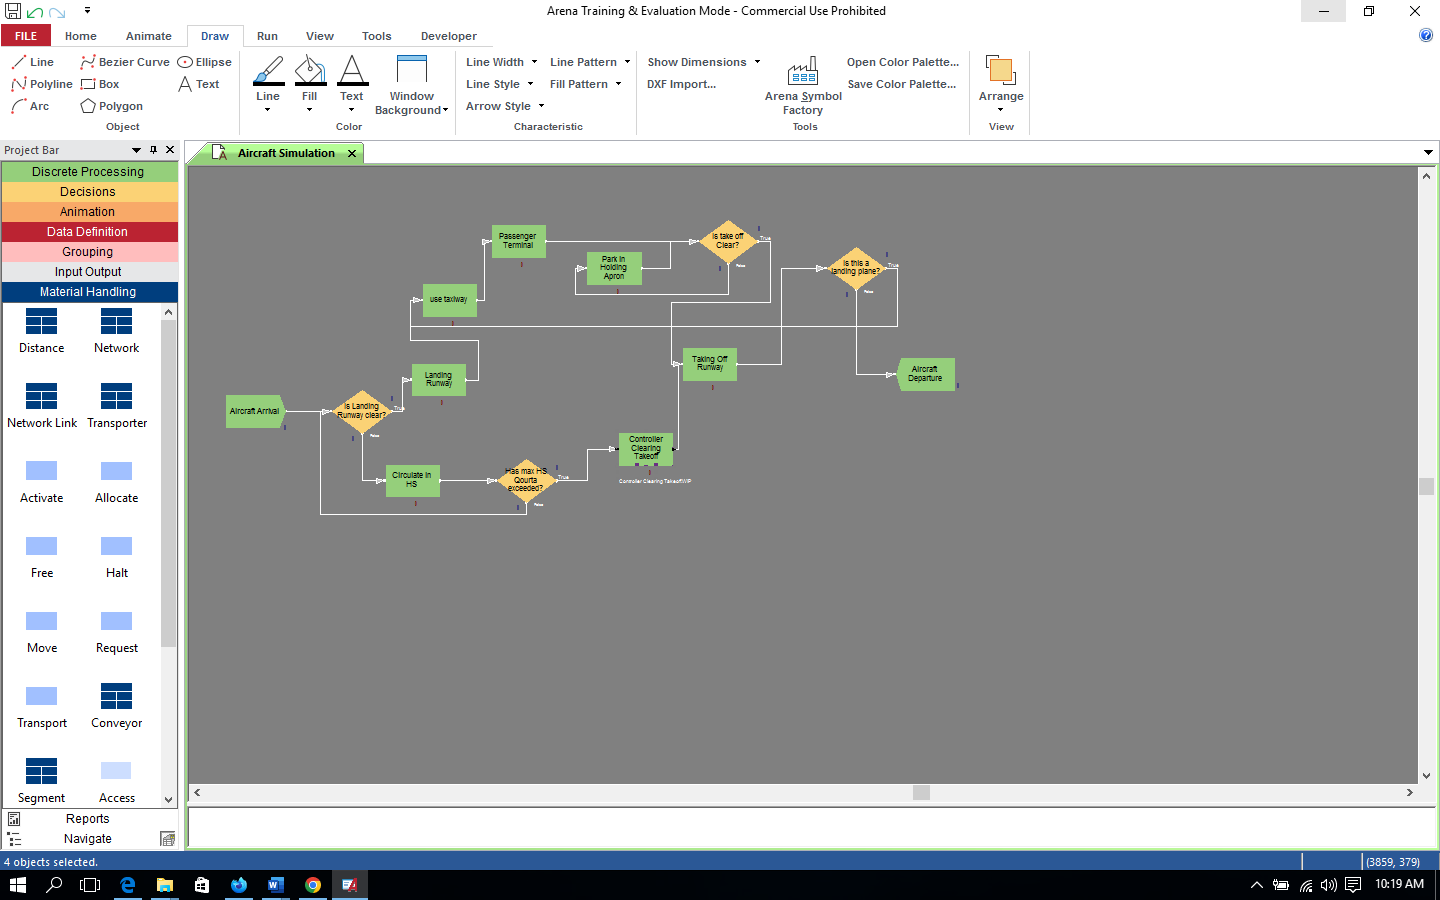 Arena Training & Evaluation Mode - Commercial Use Prohibited
FILE
Home
Animate
Draw
Run
View
Tools
Developer
Line
Bezier Curve
Ellipse
Polyline
Box
Text
Arc
Polygon
Object
Line
Fill
Text
Window
Background
Color
Line Width
Line Pattern
Line Style
Fill Pattern
Arrow Style
Characteristic
Show Dimensions
DXF Import...
Arena Symbol
Factory
Open Color Palette...
Save Color Palette...
Tools
Arrange
View
Project Bar
Discrete Processing
Decisions
Animation
Data Definition
Grouping
Input Output
Material Handling
Distance
Network
Network Link
Transporter
Activate
Allocate
Free
Halt
Move
Request
Transport
Conveyor
Segment
Access
Reports
Navigate
Aircraft Simulation
Passenger
Terminal
Park in
Holding
Apron
Is take off
Clear?
True
False
Is this a
landing plane?
True
False
use taxiway
Landing
Runway
Taking Off
Runway
Aircraft
Departure
Aircraft Arrival
Is Landing
Runway clear?
True
False
Controller
Clearing
Takeoff
Controller Clearing Takeoff.WIP
Circulate in
HS
Has max HS
Qourta
exceeded?
True
False
4 objects selected.
(3859, 379)
10:19 AM